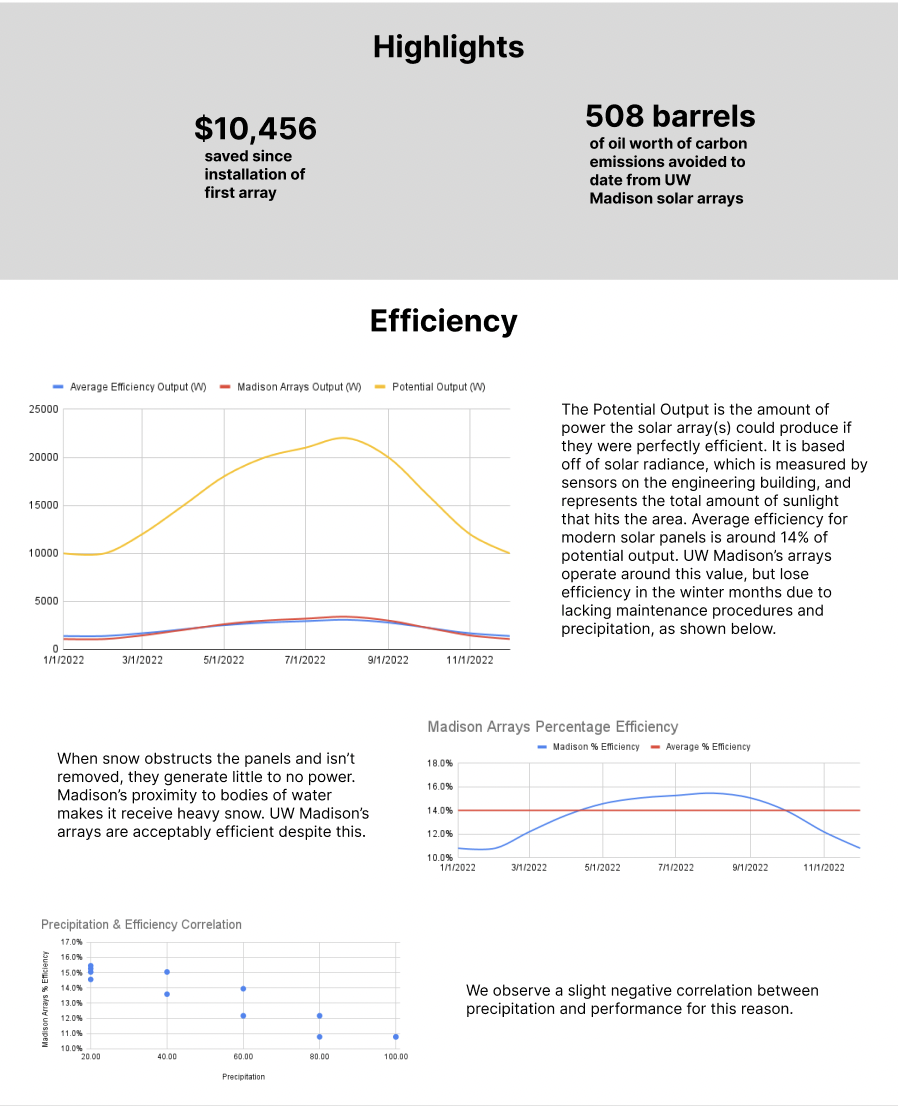 Highlights
$10,456
saved since
installation of
first array
508 barrels
of oil worth of carbon
emissions avoided to
date from UW
Madison solar arrays
Efficiency
Average Efficiency Output (W) Madison Arrays Output (W) Potential Output (W)
25000
20000
15000
10000
5000
0
1/1/2022 3/1/2022 5/1/2022 7/1/2022 9/1/2022 11/1/2022
The Potential Output is the amount of
power the solar array(s) could produce if
they were perfectly efficient. It is based
off of solar radiance, which is measured by
sensors on the engineering building, and
represents the total amount of sunlight
that hits the area. Average efficiency for
modern solar panels is around 14% of
potential output. UW Madison’s arrays
operate around this value, but lose
efficiency in the winter months due to
lacking maintenance procedures and
precipitation, as shown below.
When snow obstructs the panels and isn’t
removed, they generate little to no power.
Madison’s proximity to bodies of water
makes it receive heavy snow. UW Madison’s
arrays are acceptably efficient despite this.
Madison Arrays Percentage Efficiency
Madison % Efficiency Average % Efficiency
18.0%
16.0%
14.0%
12.0%
10.0%
1/1/2022 3/1/2022 5/1/2022 7/1/2022 9/1/2022 11/1/2022
Precipitation & Efficiency Correlation
Madison Arrays % Efficiency
17.0%
16.0%
15.0%
14.0%
13.0%
12.0%
11.0%
10.0%
20.00 40.00 60.00 80.00 100.00
Precipitation
We observe a slight negative correlation between
precipitation and performance for this reason.